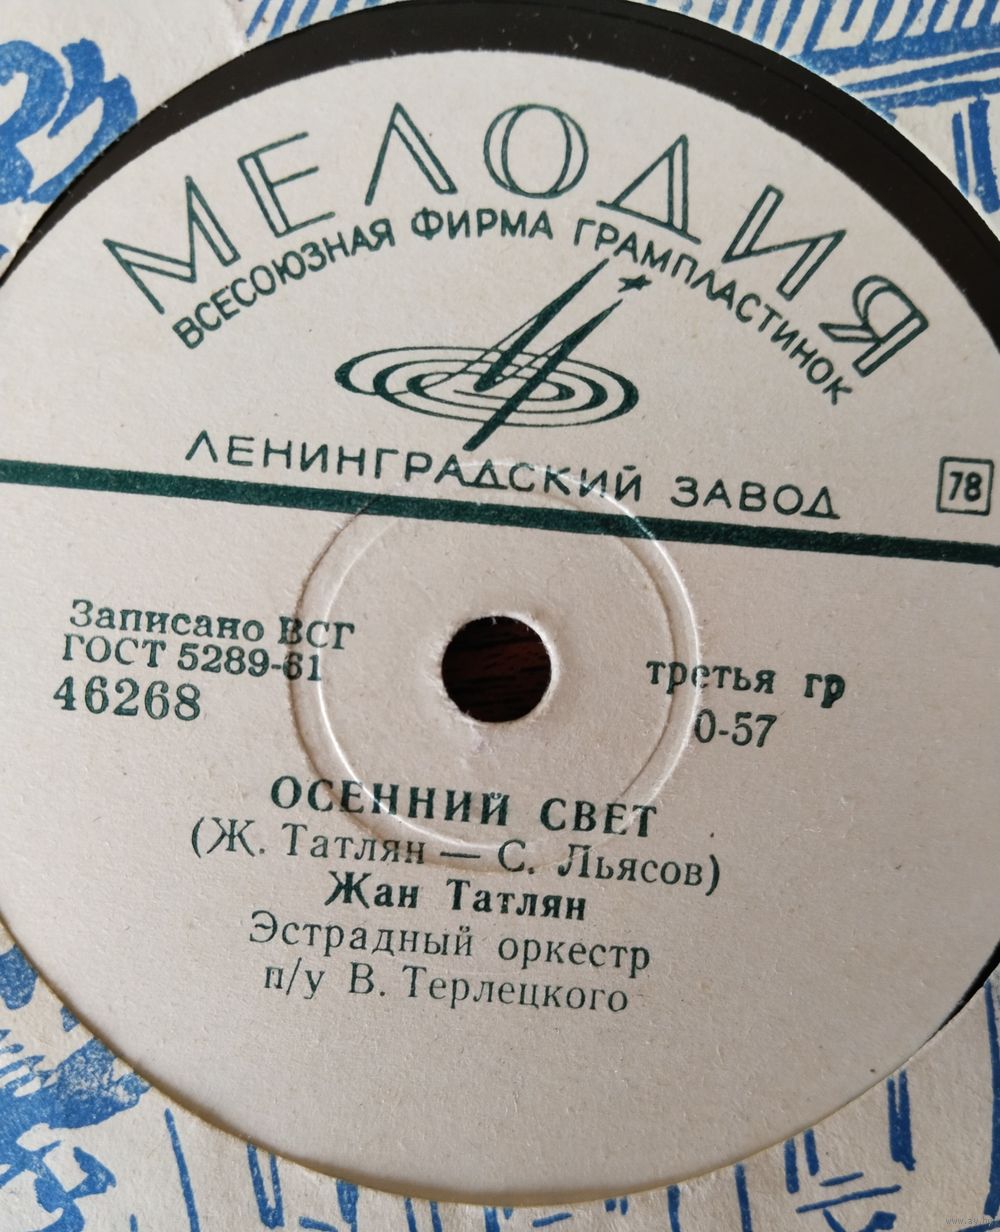 МЕЛОДИЯ
ВСЕСОЮЗНАЯ ФИРМА ГРАМПЛАСТИНОК
ЛЕНИНГРАДСКИЙ ЗАВОД
78
Записано ВСГ
ГОСТ 5289-61
46268
третья гр
0-57
ОСЕННИЙ СВЕТ
(Ж. Татлян — С. Льясов)
Жан Татлян
Эстрадный оркестр
п/у В. Терлецкого